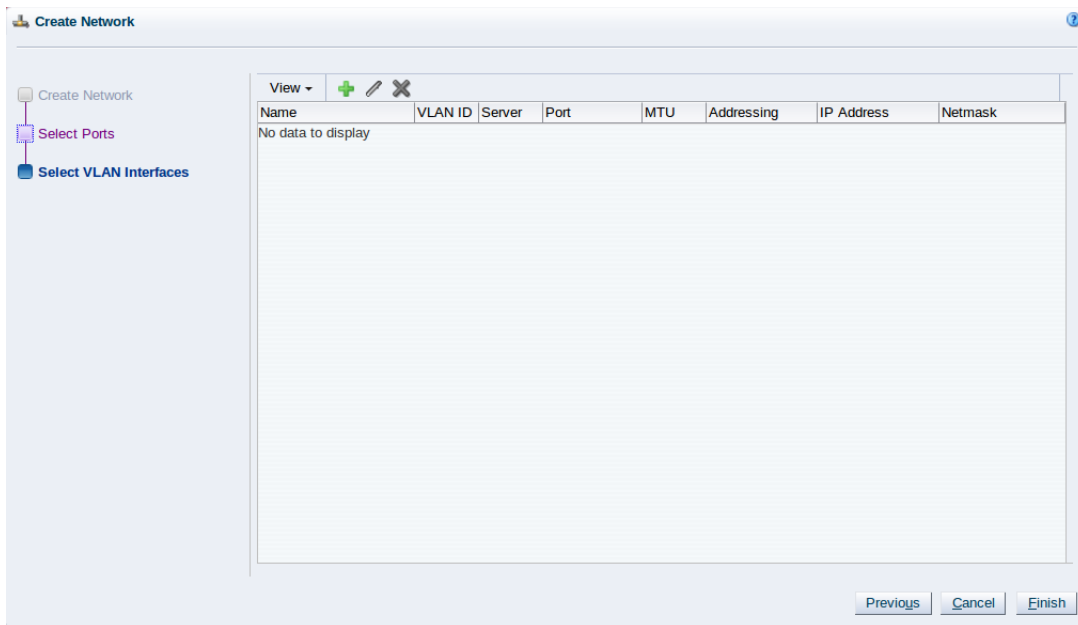 Create Network
Create Network
Select Ports
Select VLAN Interfaces
View
Name VLAN ID Server Port MTU Addressing IP Address Netmask
No data to display
Previous Cancel Finish